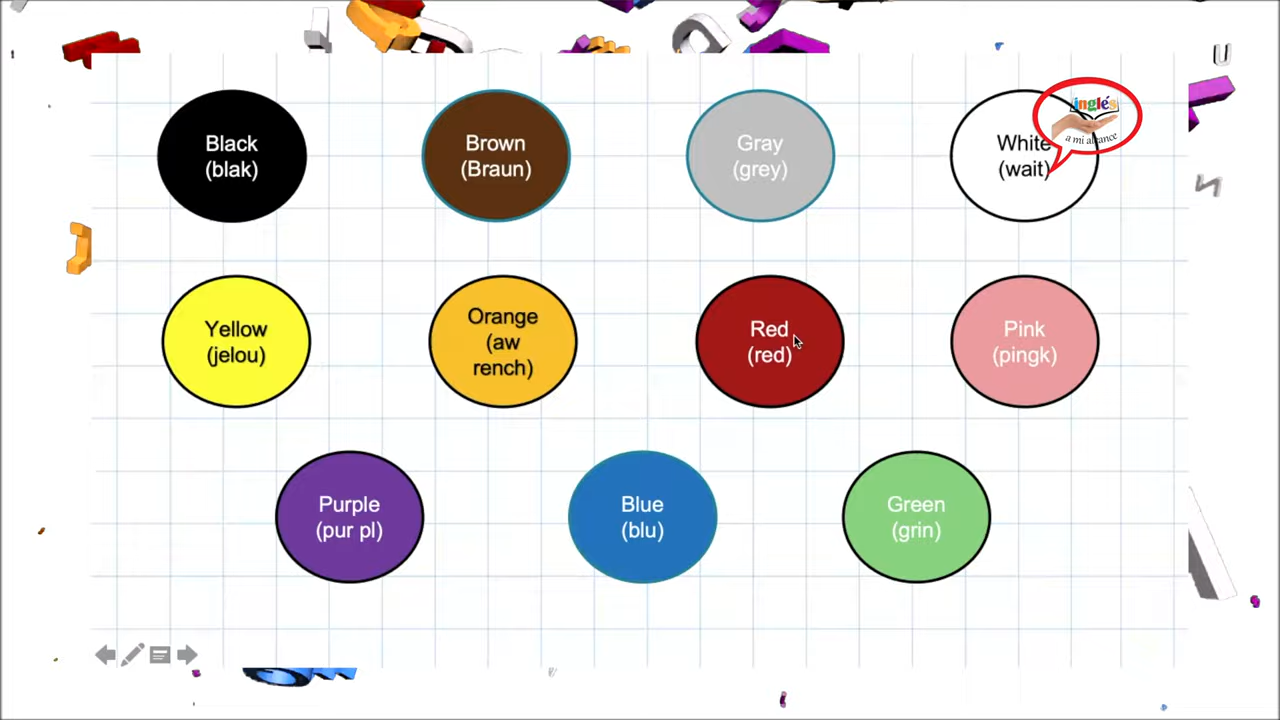 Black
(blak)
Brown
(Braun)
Gray
(grey)
White
(wait)
inglés
a mi alcance
Yellow
(jelou)
Orange
(aw
rench)
Red
(red)
Pink
(pingk)
Purple
(pur pl)
Blue
(blu)
Green
(grin)